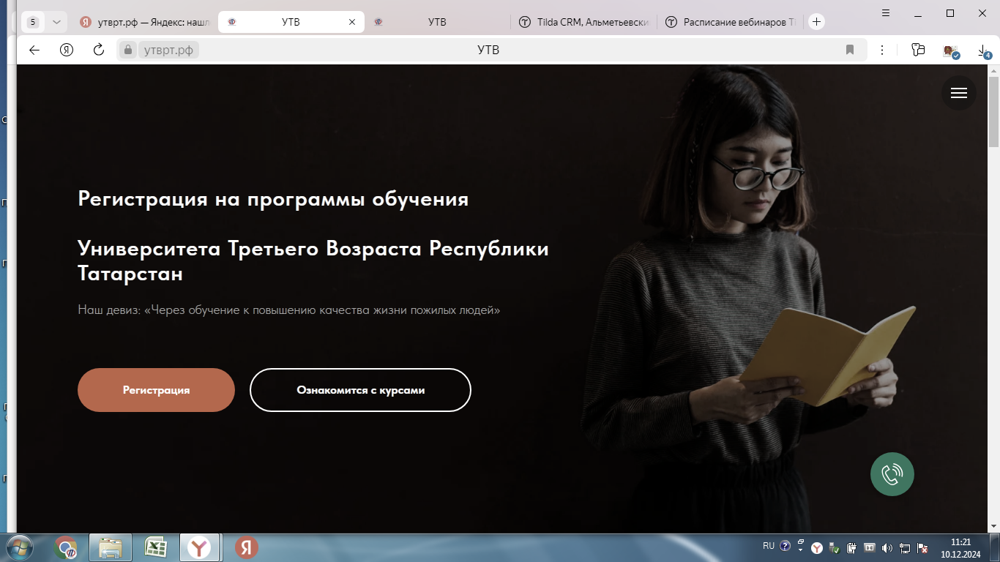 5
утврт.рф — Яндекс: нашл
УТВ
УТВ
Tilda CRM, Альметьевски
Расписание вебинаров Ti
утврт.рф
УТВ
4
Регистрация на программы обучения
Университета Третьего Возраста Республики
Татарстан
Наш девиз: «Через обучение к повышению качества жизни пожилых людей»
Регистрация
Ознакомится с курсами
RU
11:21
10.12.2024